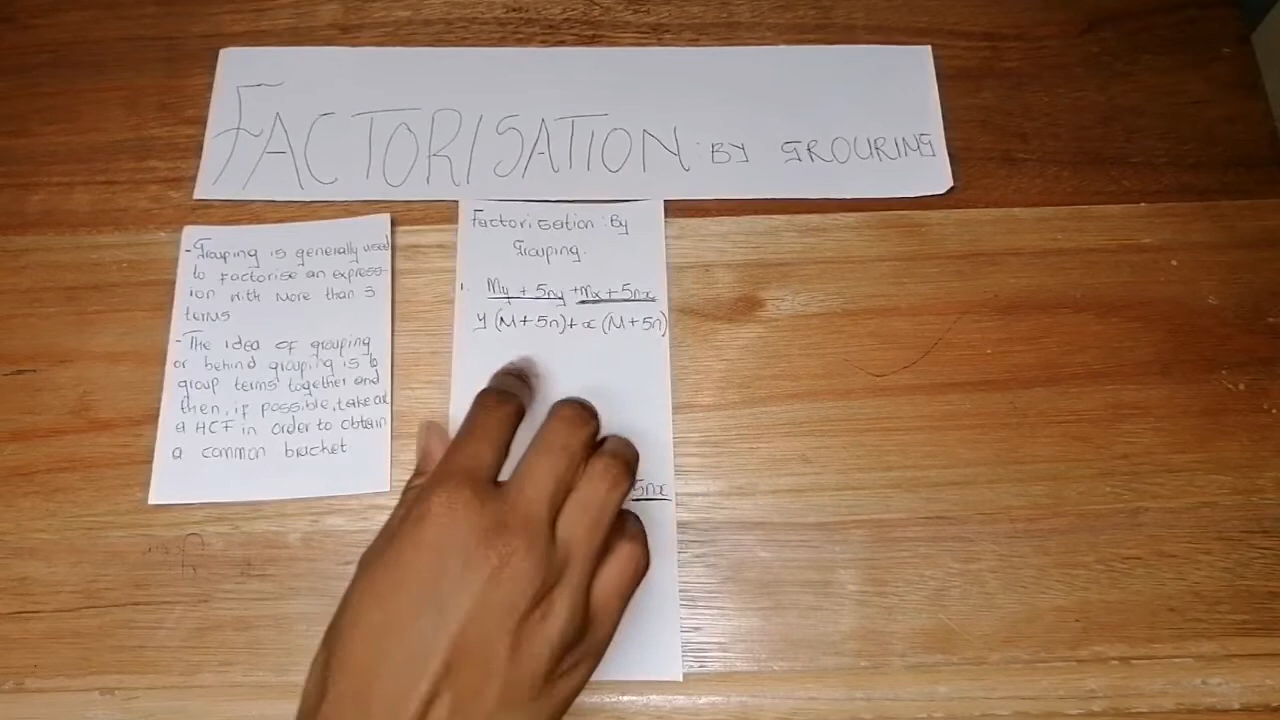 FACTORISATION: BY GROURING
- Grouping is generally used
to factorise an express-
ion with more than 3
terms
- The idea of grouping
or behind grouping is to
group terms together and
then, if possible, take out
a HCF in order to obtain
a common bracket
Factorisation: By
Grouping.
1. My + 5ny + mx + 5nx
y (M+5n) + x (M+5n)
5nx